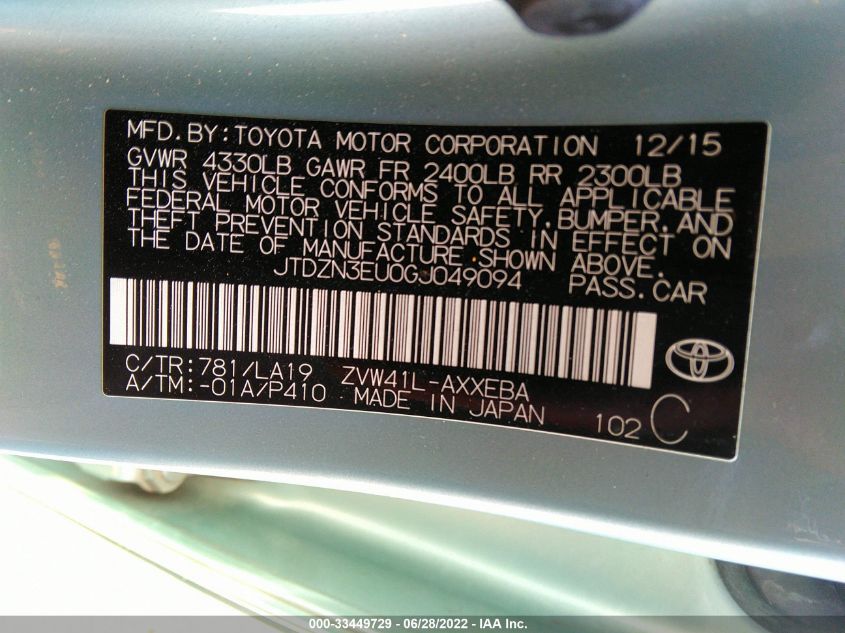 MFD. BY: TOYOTA MOTOR CORPORATION 12/15
GVWR 4330LB GAWR FR 2400LB RR 2300LB
THIS VEHICLE CONFORMS TO ALL APPLICABLE
FEDERAL MOTOR VEHICLE SAFETY, BUMPER, AND
THEFT PREVENTION STANDARDS IN EFFECT ON
THE DATE OF MANUFACTURE SHOWN ABOVE.
JTDZN3EU0GJ049094 PASS. CAR
C/TR: 781/LA19 ZVW41L-AXXEBA
A/TM: -01A/P410 MADE IN JAPAN
102 C
000-33449729 - 06/28/2022 - IAA Inc.